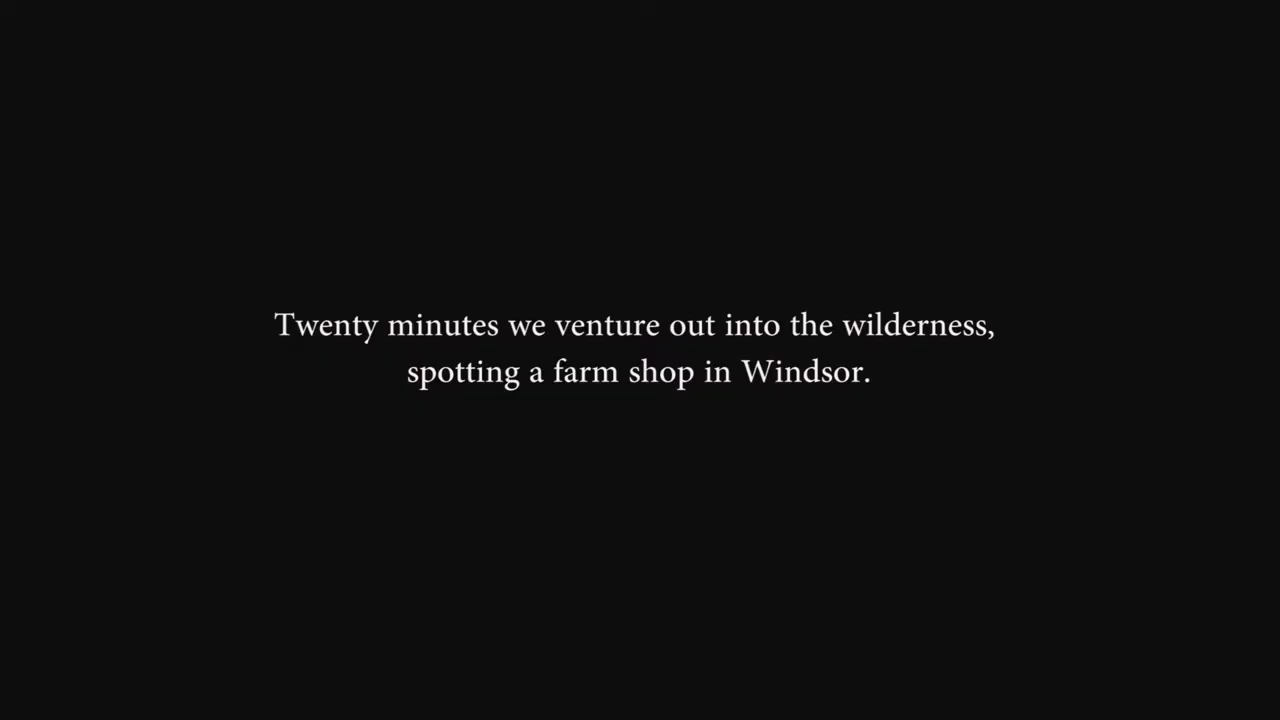 Twenty minutes we venture out into the wilderness,
spotting a farm shop in Windsor.